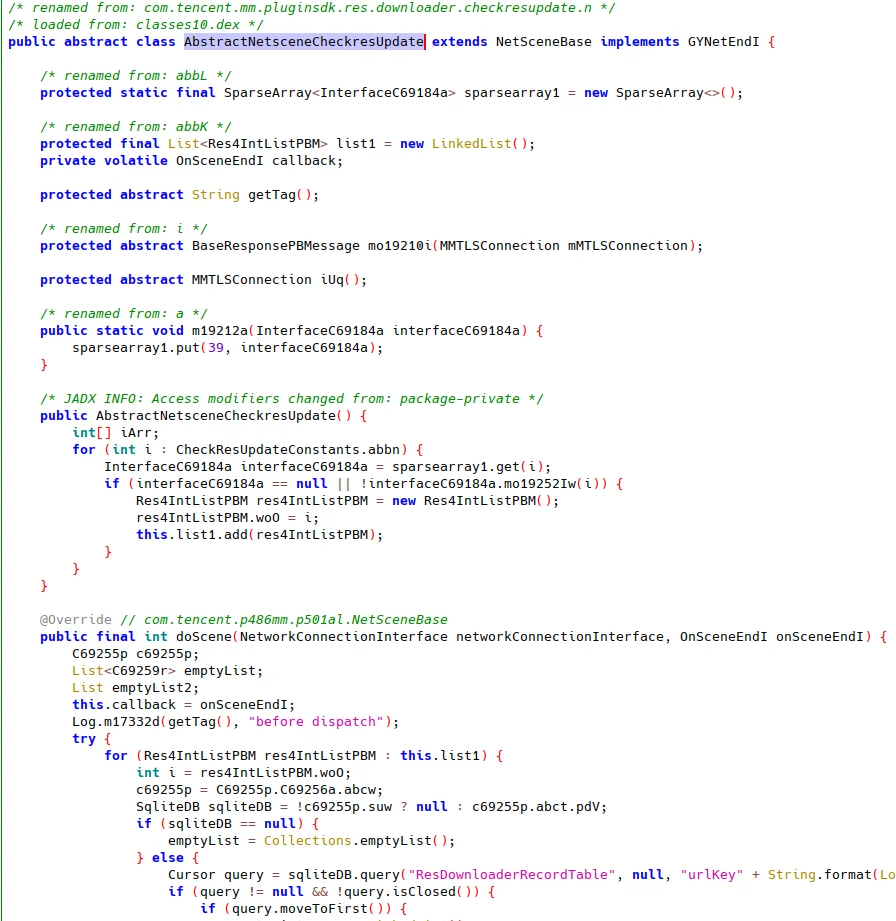 /* renamed from: com.tencent.mm.pluginsdk.res.downloader.checkresupdate.n */
/* loaded from: classes10.dex */
public abstract class AbstractNetsceneCheckresUpdate extends NetSceneBase implements GYNetEndI {
/* renamed from: abbL */
protected static final SparseArray<InterfaceC69184a> sparsearray1 = new SparseArray<>();
/* renamed from: abbK */
protected final List<Res4IntListPBM> list1 = new LinkedList();
private volatile OnSceneEndI callback;
protected abstract String getTag();
/* renamed from: i */
protected abstract BaseResponsePBMessage mo19210i(MMTLSConnection mMTLSConnection);
protected abstract MMTLSConnection iUq();
/* renamed from: a */
public static void m19212a(InterfaceC69184a interfaceC69184a) {
sparsearray1.put(39, interfaceC69184a);
}
/* JADX INFO: Access modifiers changed from: package-private */
public AbstractNetsceneCheckresUpdate() {
int[] iArr;
for (int i : CheckResUpdateConstants.abbn) {
InterfaceC69184a interfaceC69184a = sparsearray1.get(i);
if (interfaceC69184a == null || !interfaceC69184a.mo19252Iw(i)) {
Res4IntListPBM res4IntListPBM = new Res4IntListPBM();
res4IntListPBM.woO = i;
this.list1.add(res4IntListPBM);
}
}
}
@Override // com.tencent.p486mm.p501al.NetSceneBase
public final int doScene(NetworkConnectionInterface networkConnectionInterface, OnSceneEndI onSceneEndI) {
C69255p c69255p;
List<C69259r> emptyList;
List emptyList2;
this.callback = onSceneEndI;
Log.m17332d(getTag(), "before dispatch");
try {
for (Res4IntListPBM res4IntListPBM : this.list1) {
int i = res4IntListPBM.woO;
c69255p = C69255p.C69256a.abcw;
SqliteDB sqliteDB = !c69255p.suw ? null : c69255p.abct.pdV;
if (sqliteDB == null) {
emptyList = Collections.emptyList();
} else {
Cursor query = sqliteDB.query("ResDownloaderRecordTable", null, "urlKey" + String.format(Lo
if (query != null && !query.isClosed()) {
if (query.moveToFirst()) {